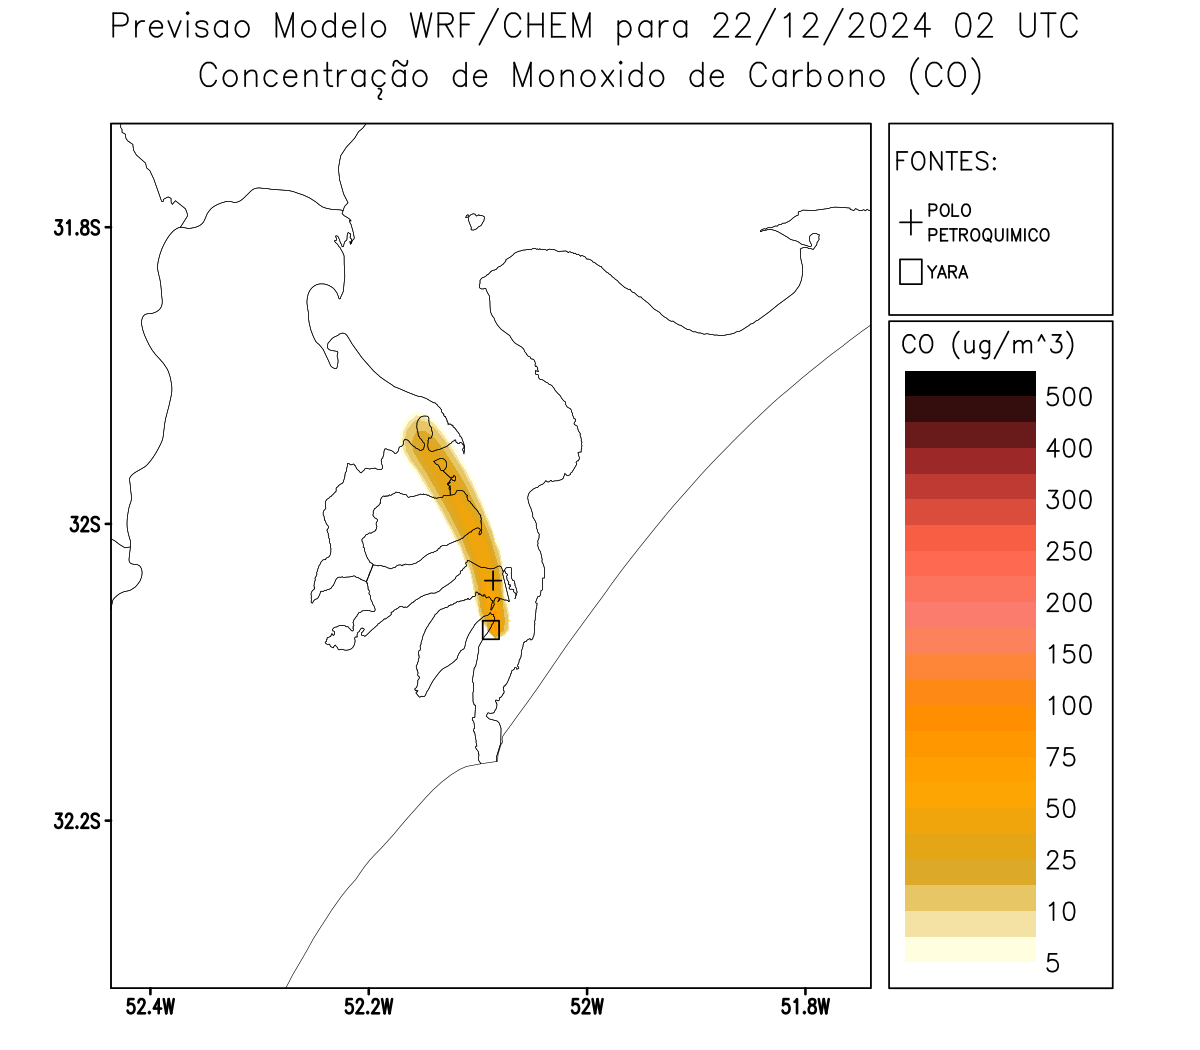 Previsao Modelo WRF/CHEM para 22/12/2024 02 UTC
Concentração de Monoxido de Carbono (CO)
FONTES:
POLO
PETROQUIMICO
YARA
31.8S
32S
32.2S
52.4W
52.2W
52W
51.8W
CO (ug/m^3)
500
400
300
250
200
150
100
75
50
25
10
5